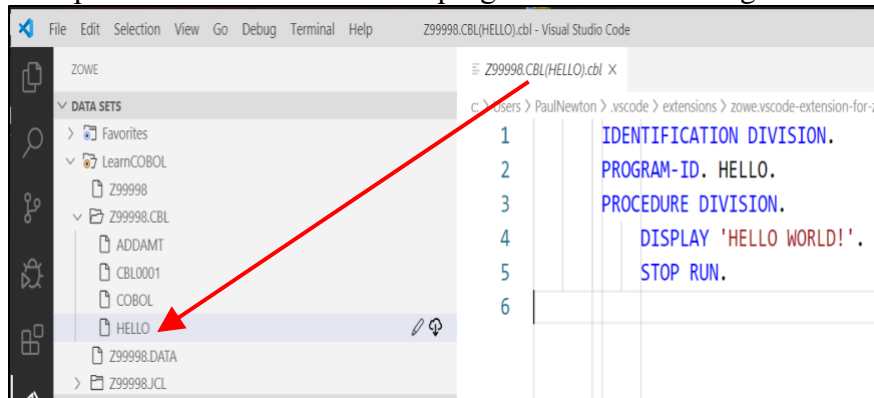 File Edit Selection View Go Debug Terminal Help Z99998.CBL(HELLO).cbl - Visual Studio Code
ZOWE
DATA SETS
Favorites
LearnCOBOL
Z99998
Z99998.CBL
ADDAMT
CBL0001
COBOL
HELLO
Z99998.DATA
Z99998.JCL
Z99998.CBL(HELLO).cbl ×
c: > Users > PaulNewton > .vscode > extensions > zowe.vscode-extension-for-z
1 IDENTIFICATION DIVISION.
2 PROGRAM-ID. HELLO.
3 PROCEDURE DIVISION.
4 DISPLAY 'HELLO WORLD!'.
5 STOP RUN.
6